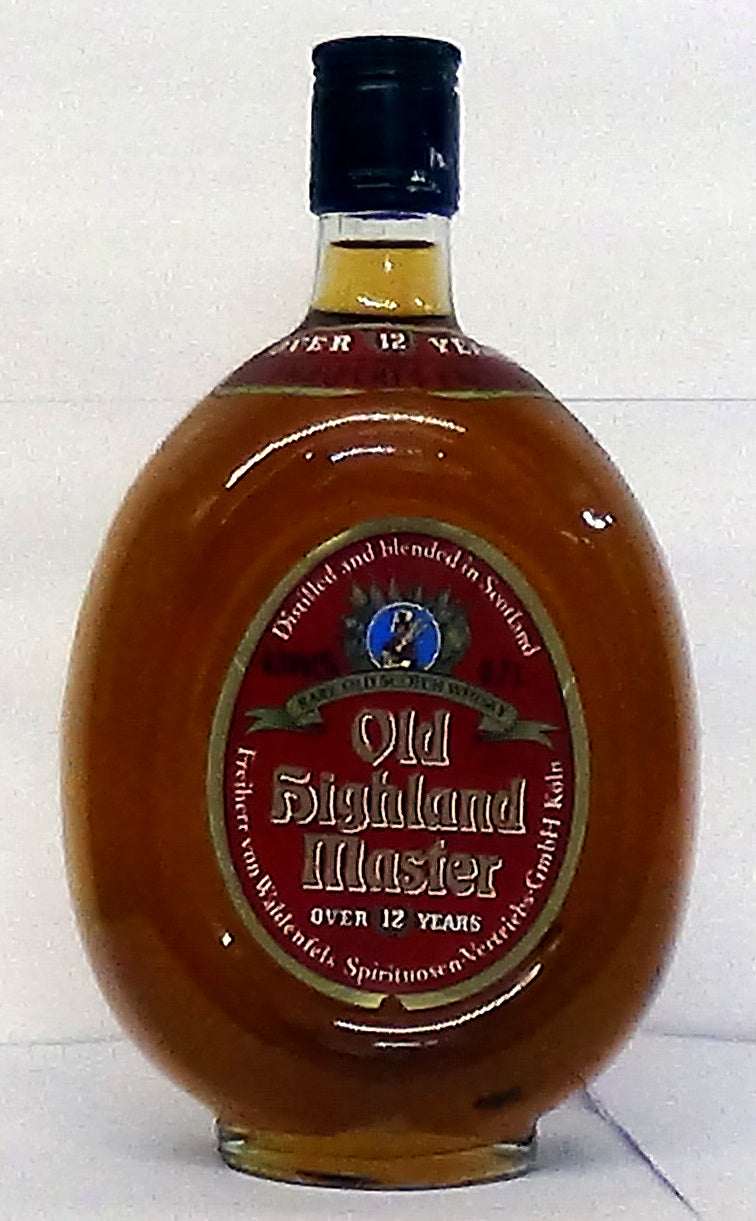 OVER 12 YEA
Distilled and blended in Scotland
RARE OLD SCOTCH WHISKY
Old
Highland
Master
OVER 12 YEARS
Freiherr von Waldenfels Spirituosen-Vertriebs-GmbH Köln